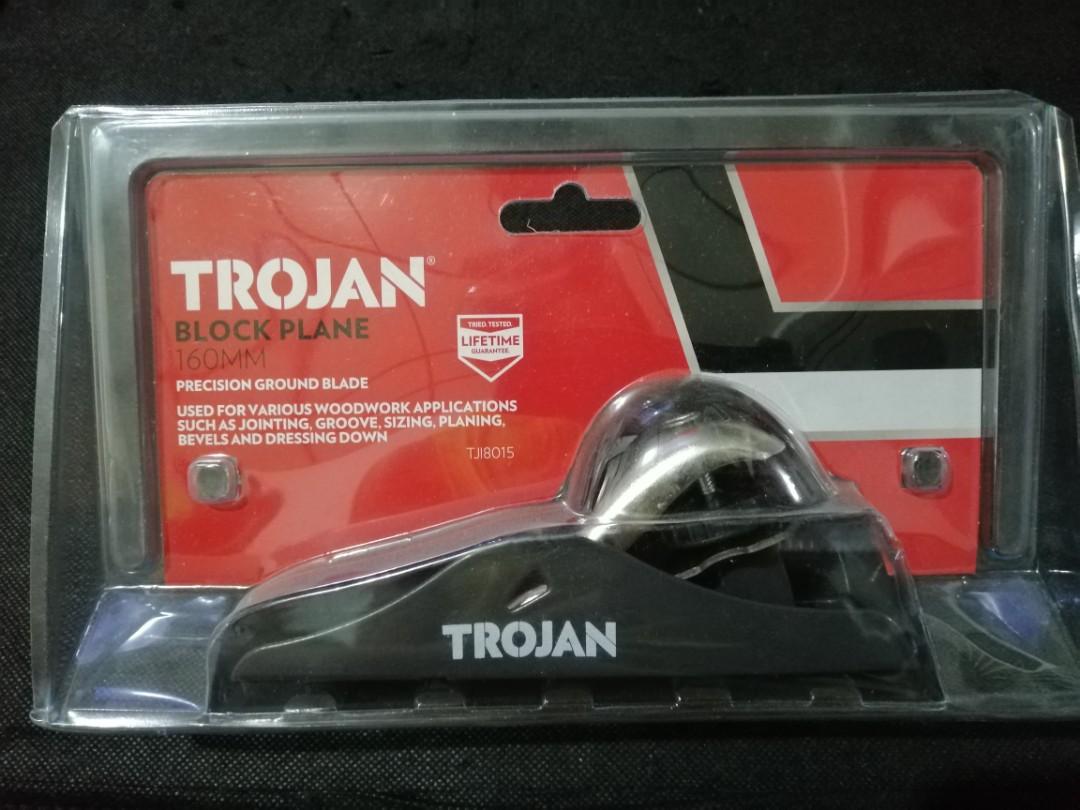 TROJAN®
BLOCK PLANE
160MM
PRECISION GROUND BLADE
USED FOR VARIOUS WOODWORK APPLICATIONS
SUCH AS JOINTING, GROOVE, SIZING, PLANING,
BEVELS AND DRESSING DOWN
TJI8015
TRIED. TESTED.
LIFETIME
GUARANTEE.
TROJAN